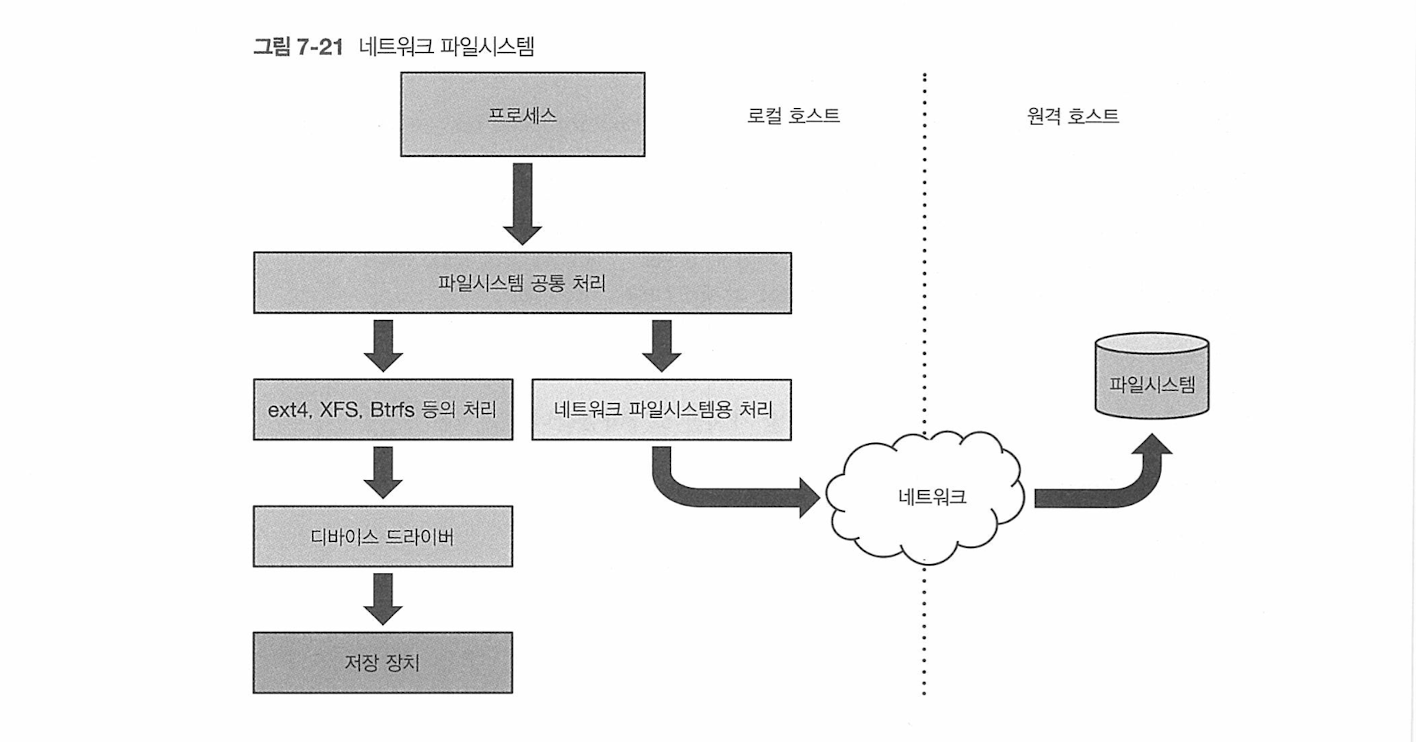 그림 7-21 네트워크 파일시스템
프로세스
로컬 호스트
원격 호스트
파일시스템 공통 처리
ext4, XFS, Btrfs 등의 처리
네트워크 파일시스템용 처리
파일시스템
네트워크
디바이스 드라이버
저장 장치